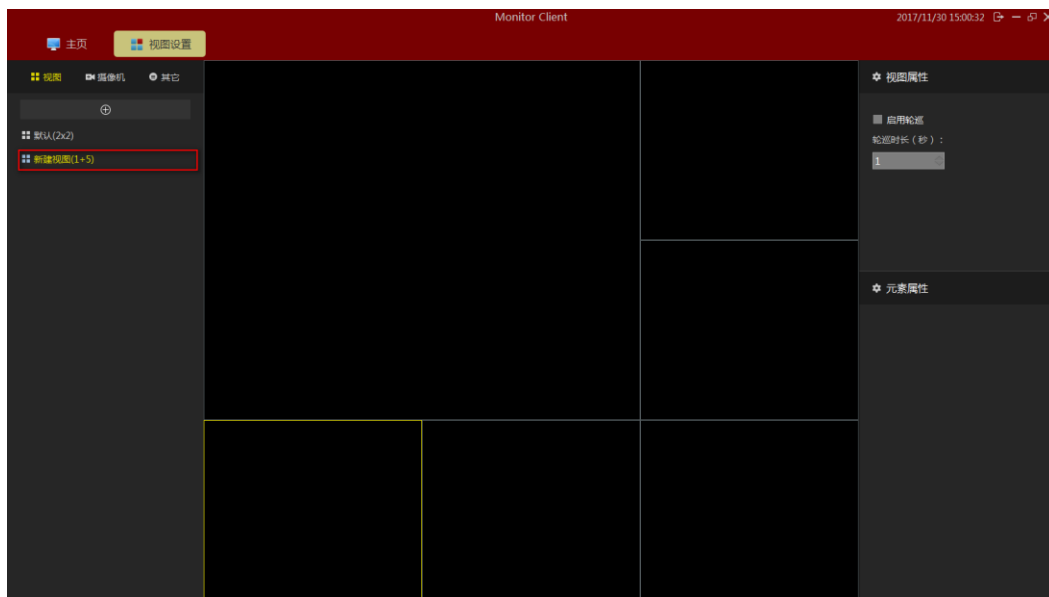 Monitor Client
2017/11/30 15:00:32
主页 视图设置
视图 摄像机 其它
默认(2x2)
新建视图(1+5)
视图属性
启用轮巡
轮巡时长（秒）：
1
元素属性